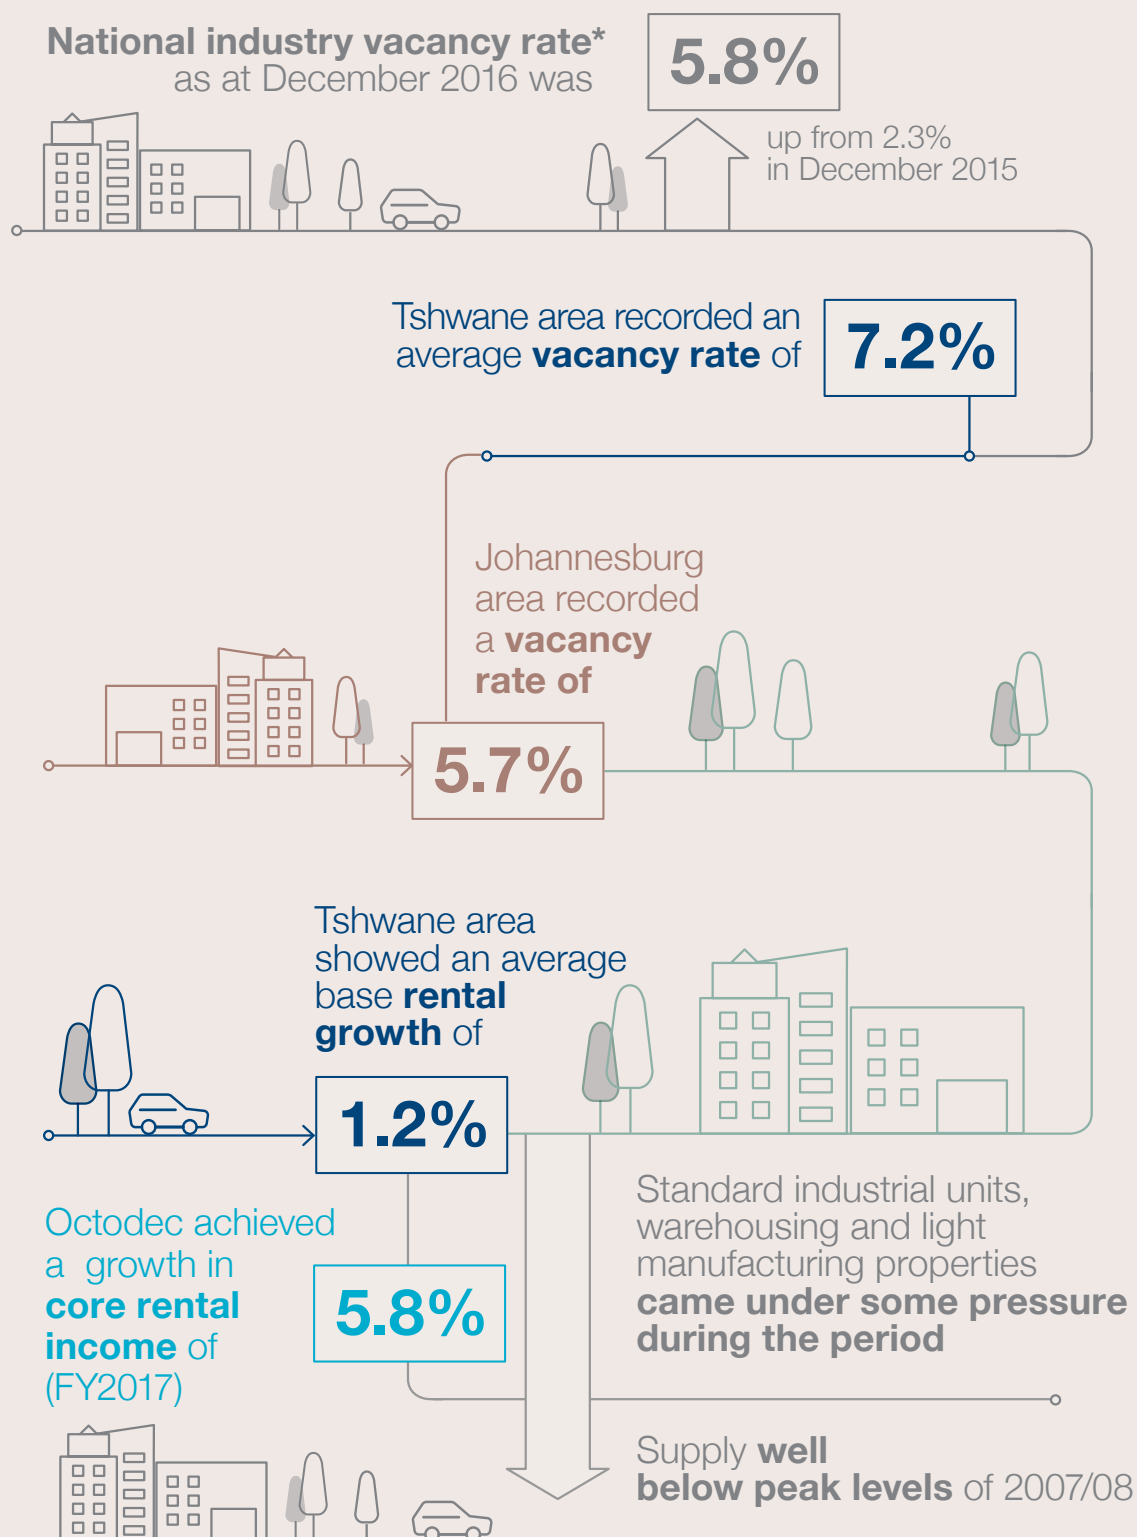 National industry vacancy rate*
as at December 2016 was
5.8%
up from 2.3%
in December 2015
Tshwane area recorded an
average vacancy rate of
7.2%
Johannesburg
area recorded
a vacancy
rate of
5.7%
Tshwane area
showed an average
base rental
growth of
1.2%
Octodec achieved
a growth in
core rental
income of
(FY2017)
5.8%
Standard industrial units,
warehousing and light
manufacturing properties
came under some pressure
during the period
Supply well
below peak levels of 2007/08